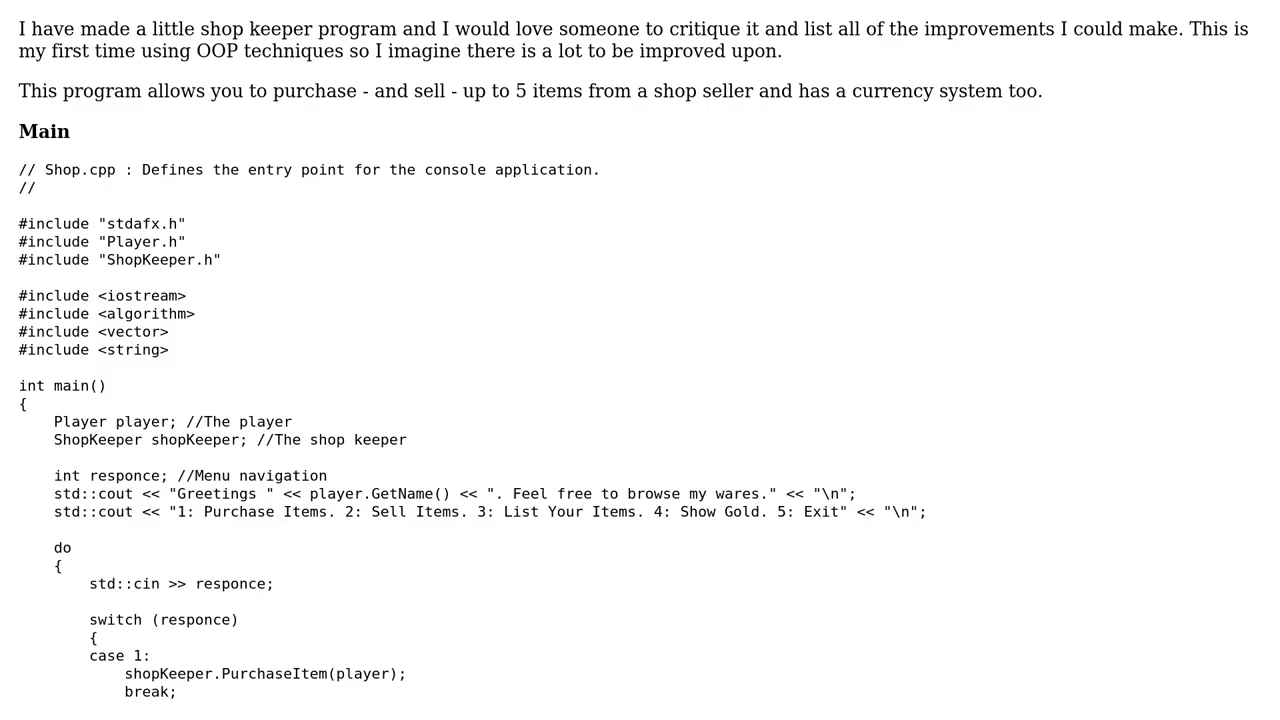 I have made a little shop keeper program and I would love someone to critique it and list all of the improvements I could make. This is
my first time using OOP techniques so I imagine there is a lot to be improved upon.
This program allows you to purchase - and sell - up to 5 items from a shop seller and has a currency system too.
Main
// Shop.cpp : Defines the entry point for the console application.
//
#include "stdafx.h"
#include "Player.h"
#include "ShopKeeper.h"
#include <iostream>
#include <algorithm>
#include <vector>
#include <string>
int main()
{
    Player player; //The player
    ShopKeeper shopKeeper; //The shop keeper
    int responce; //Menu navigation
    std::cout << "Greetings " << player.GetName() << ". Feel free to browse my wares." << "\n";
    std::cout << "1: Purchase Items. 2: Sell Items. 3: List Your Items. 4: Show Gold. 5: Exit" << "\n";
    do
    {
        std::cin >> responce;
        switch (responce)
        {
        case 1:
            shopKeeper.PurchaseItem(player);
            break;